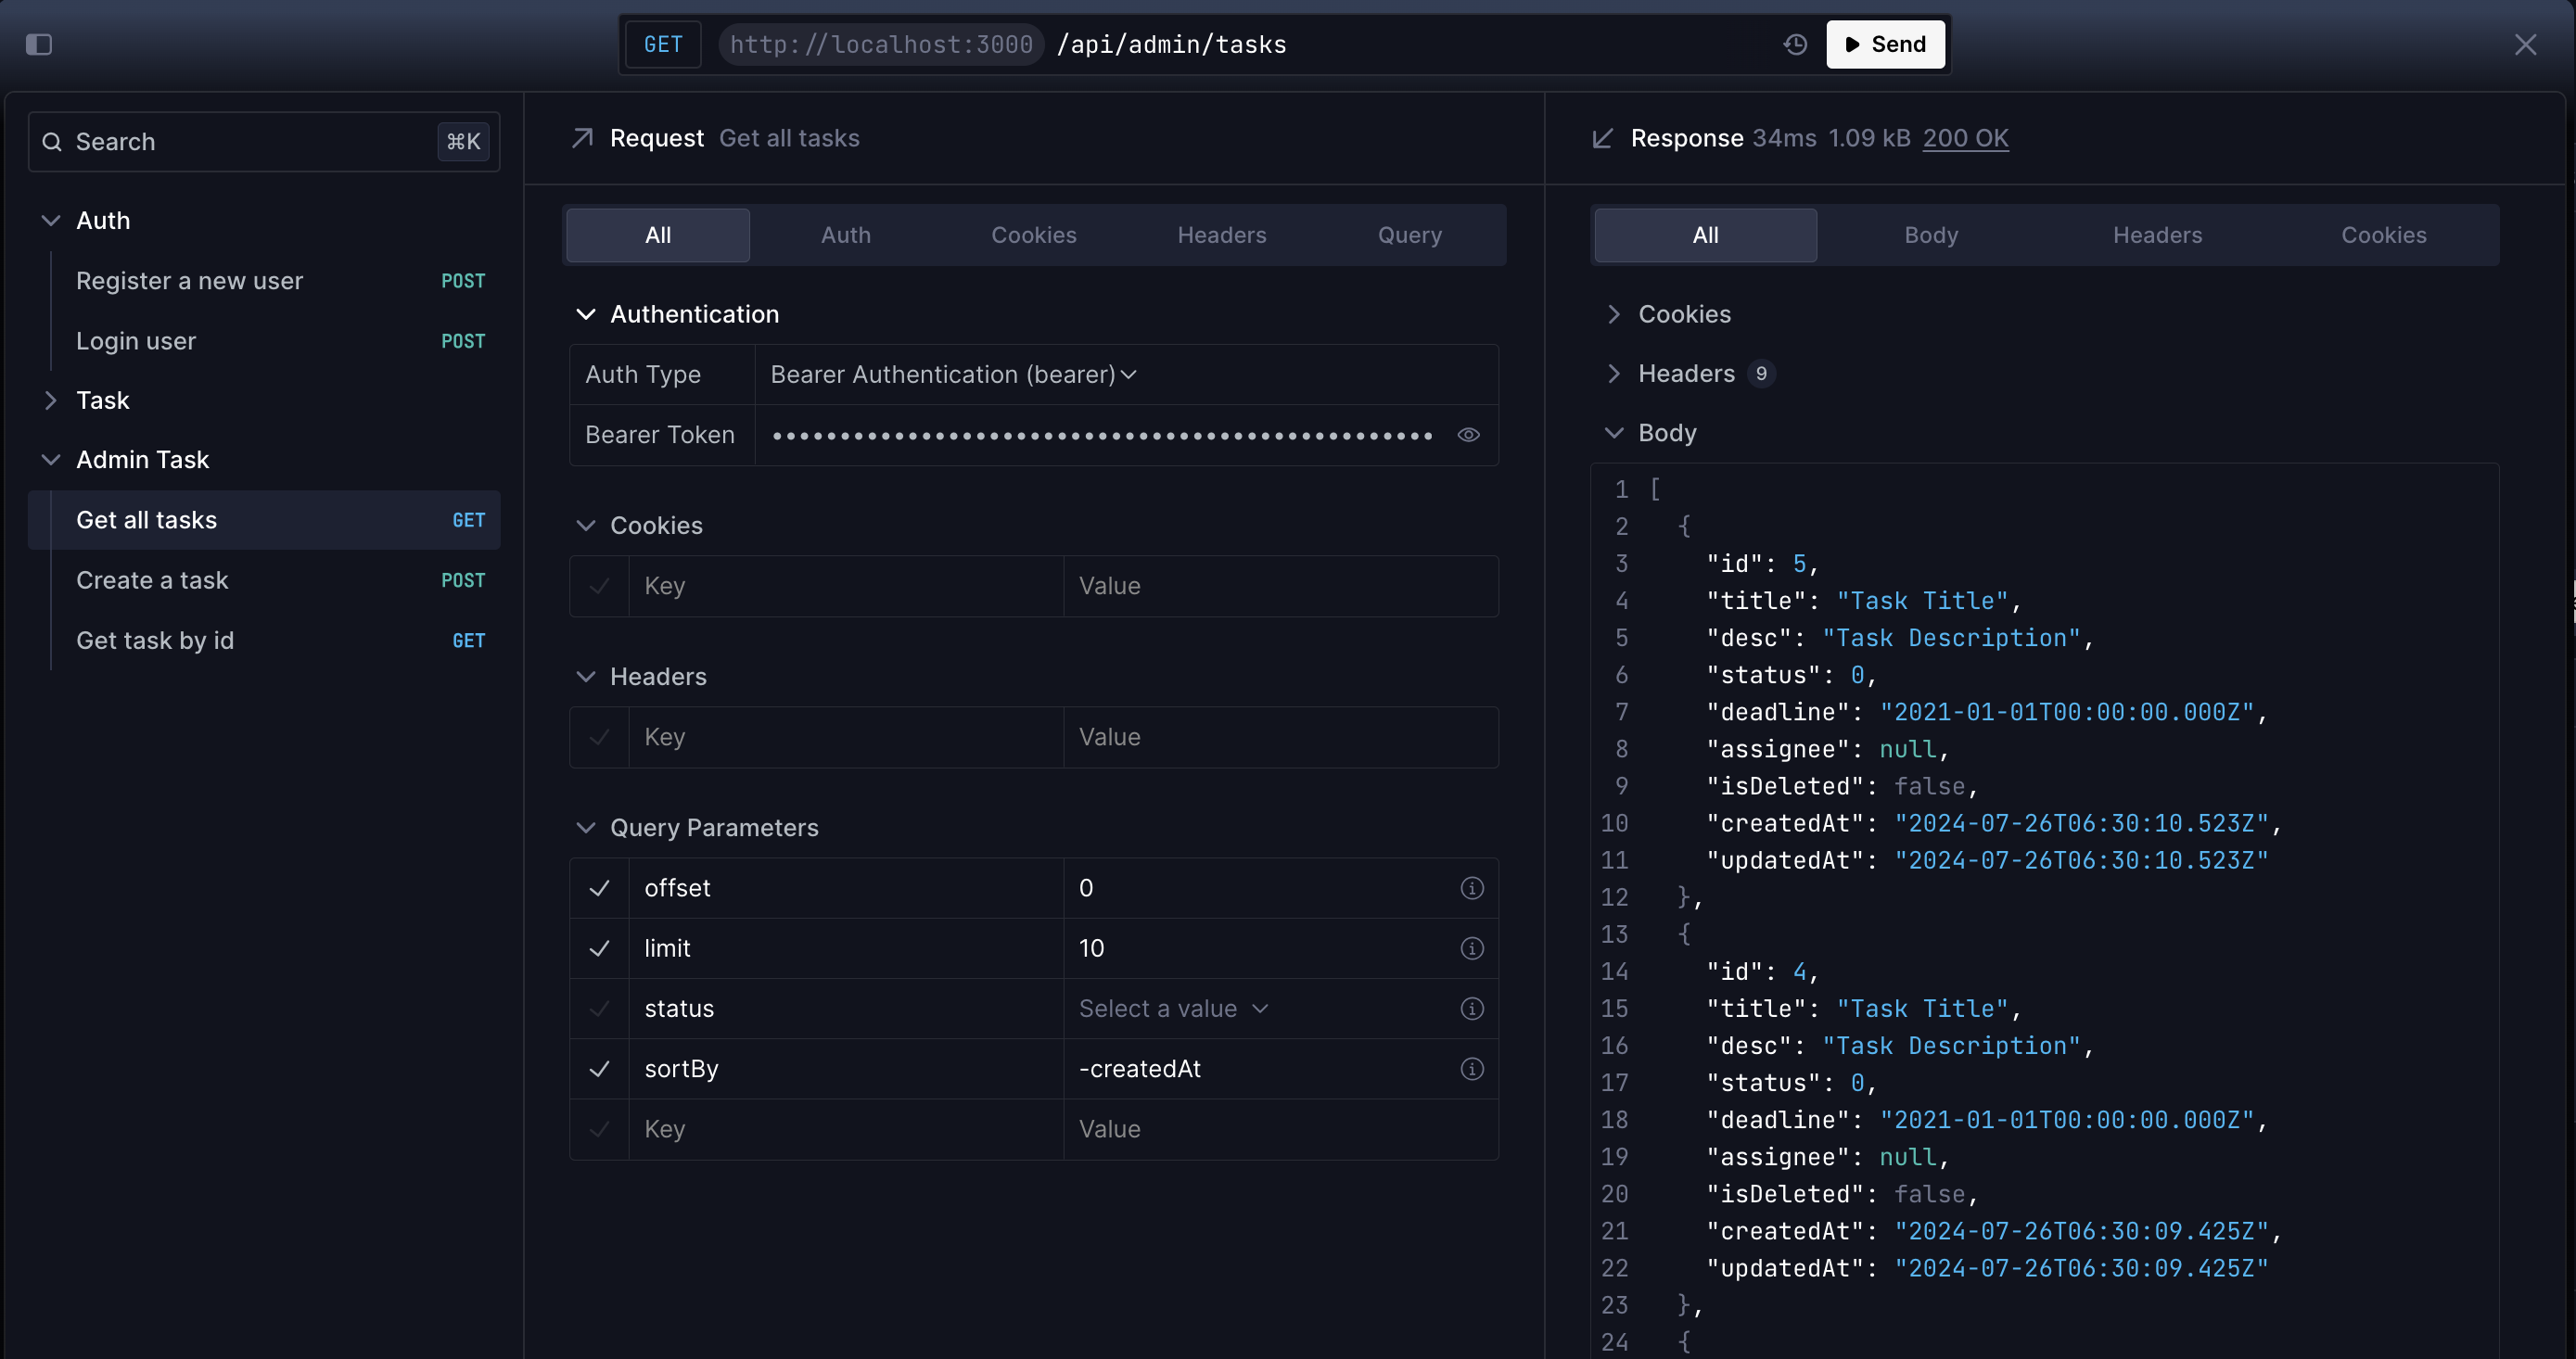 GET http://localhost:3000 /api/admin/tasks Send
Search ⌘K
Auth
Register a new user POST
Login user POST
Task
Admin Task
Get all tasks GET
Create a task POST
Get task by id GET
Request Get all tasks
All Auth Cookies Headers Query
Authentication
Auth Type Bearer Authentication (bearer)
Bearer Token •••••••••••••••••••••••••••••••••••••••••••••••••
Cookies
Key Value
Headers
Key Value
Query Parameters
offset 0
limit 10
status Select a value
sortBy -createdAt
Key Value
Response 34ms 1.09 kB 200 OK
All Body Headers Cookies
Cookies
Headers 9
Body
1 [
2 {
3 "id": 5,
4 "title": "Task Title",
5 "desc": "Task Description",
6 "status": 0,
7 "deadline": "2021-01-01T00:00:00.000Z",
8 "assignee": null,
9 "isDeleted": false,
10 "createdAt": "2024-07-26T06:30:10.523Z",
11 "updatedAt": "2024-07-26T06:30:10.523Z"
12 },
13 {
14 "id": 4,
15 "title": "Task Title",
16 "desc": "Task Description",
17 "status": 0,
18 "deadline": "2021-01-01T00:00:00.000Z",
19 "assignee": null,
20 "isDeleted": false,
21 "createdAt": "2024-07-26T06:30:09.425Z",
22 "updatedAt": "2024-07-26T06:30:09.425Z"
23 },
24 {